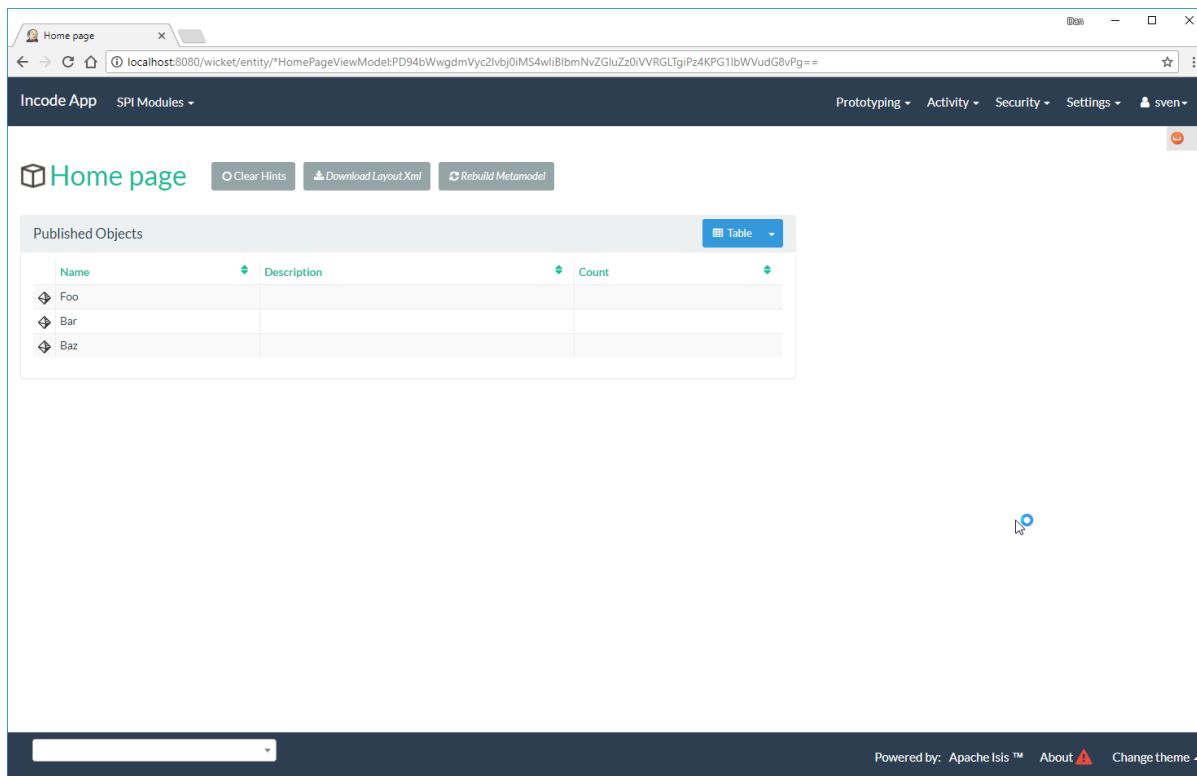 Dan
Home page
localhost:8080/wicket/entity/*HomePageViewModel:PD94bWwgdmVyc2lvbj0iMS4wIiBlbmNvZGluZz0iVVRGLTgiPz4KPG1lbWVudG8vPg==
Incode App SPI Modules Prototyping Activity Security Settings sven
Home page Clear Hints Download Layout Xml Rebuild Metamodel
Published Objects Table
Name Description Count
Foo
Bar
Baz
Powered by: Apache Isis ™ About Change theme